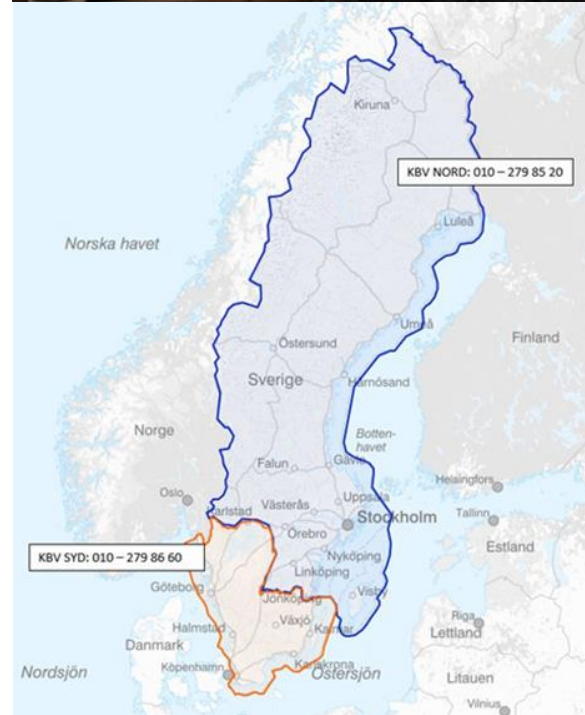 Kiruna
KBV NORD: 010 – 279 85 20
Luleå
Norska havet
Umeå
Finland
Östersund
Sverige
Härnösand
Norge
Botten-
havet
Falun
Gävle
Helsingfors
Oslo
Uppsala
Västerås
Karlstad
Stockholm
Tallinn
Örebro
Estland
Nyköping
KBV SYD: 010 – 279 86 60
Linköping
Göteborg
Visby
Jönköping
Riga
Växjö
Halmstad
Kalmar
Lettland
Danmark
Karlskrona
Köpenhamn
Östersjön
Nordsjön
Litauen
Vilnius